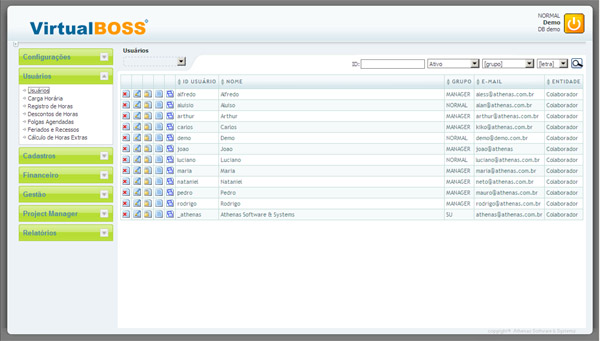 VirtualBOSS
NORMAL
Demo
DB demo
Configurações
Usuários
Usuários
Carga Horária
Registro de Horas
Descontos de Horas
Folgas Agendadas
Feriados e Recessos
Cálculo de Horas Extras
Cadastros
Financeiro
Gestão
Project Manager
Relatórios
Usuários
ID: Ativo [grupo] [letra]
ID USUÁRIO NOME GRUPO E-MAIL ENTIDADE
alfredo Alfredo MANAGER aless@athenas.com.br Colaborador
aluisio Aluiso NORMAL alan@athenas.com.br Colaborador
arthur Arthur MANAGER arthur@athenas.com.br Colaborador
carlos Carlos MANAGER kiko@athenas.com.br Colaborador
demo Demo NORMAL demo@demo.com.br Colaborador
joao Joao MANAGER joao@athenas Colaborador
luciano Luciano NORMAL luciano@athenas.com.br Colaborador
maria Maria MANAGER maria@athenas.com.br Colaborador
nataniel Nataniel MANAGER neto@athenas.com.br Colaborador
pedro Pedro MANAGER mauro@athenas.com.br Colaborador
rodrigo Rodrigo MANAGER rodrigo@athenas.com.br Colaborador
_athenas Athenas Software & Systems SU athenas@athenas.com.br Colaborador
copyright® Athenas Software & Systems